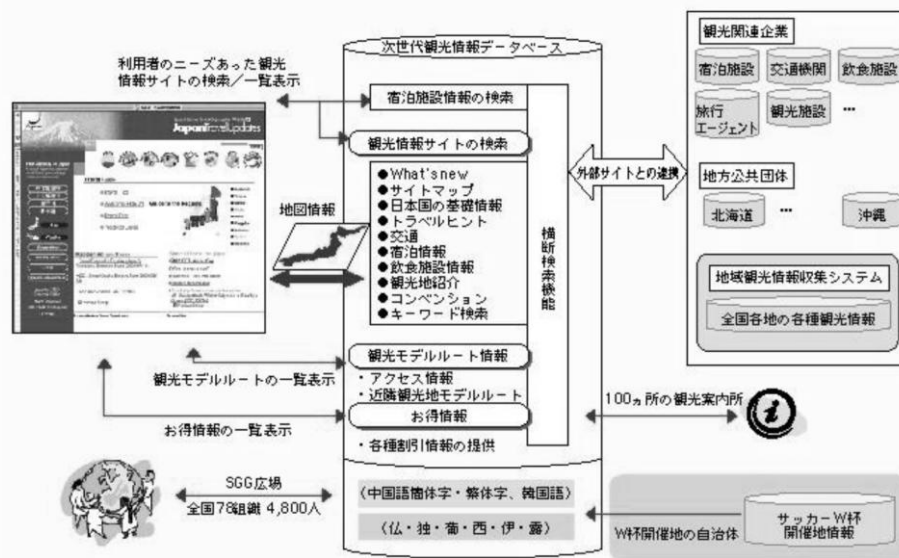 利用者のニーズあった観光
情報サイトの検索／一覧表示
JapanTravelUpdates
地図情報
観光モデルルートの一覧表示
お得情報の一覧表示
SGG広場
全国78組織 4,800人
次世代観光情報データベース
宿泊施設情報の検索
観光情報サイトの検索
●What'snew
●サイトマップ
●日本国の基礎情報
●トラベルヒント
●交通
●宿泊情報
●飲食施設情報
●観光地紹介
●コンベンション
●キーワード検索
横断検索機能
観光モデルルート情報
・アクセス情報
・近隣観光地モデルルート
お得情報
・各種割引情報の提供
（中国語簡体字・繁体字、韓国語）
（仏・独・葡・西・伊・露）
外部サイトとの連携
観光関連企業
宿泊施設
交通機関
飲食施設
旅行
エージェント
観光施設
…
地方公共団体
北海道
…
沖縄
地域観光情報収集システム
全国各地の各種観光情報
100ヵ所の観光案内所
i
W杯開催地の自治体
サッカーW杯
開催地情報